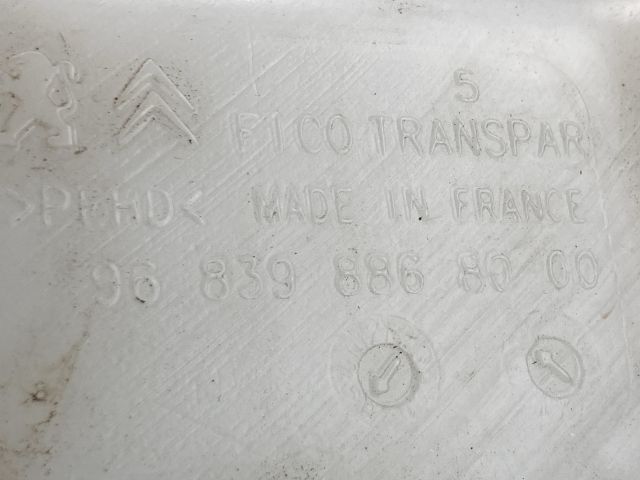 5
FICO TRANSPAR
>PEHD< MADE IN FRANCE
96 839 886 80 00